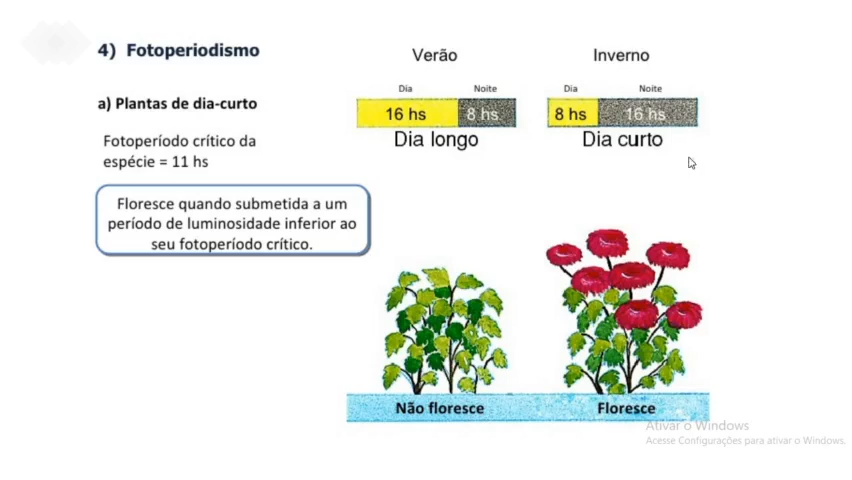 4) Fotoperiodismo
a) Plantas de dia-curto
Fotoperíodo crítico da
espécie = 11 hs
Floresce quando submetida a um
período de luminosidade inferior ao
seu fotoperíodo crítico.
Verão
Dia Noite
16 hs 8 hs
Dia longo
Inverno
Dia Noite
8 hs 16 hs
Dia curto
Não floresce
Floresce
Ativar o Windows
Acesse Configurações para ativar o Windows.